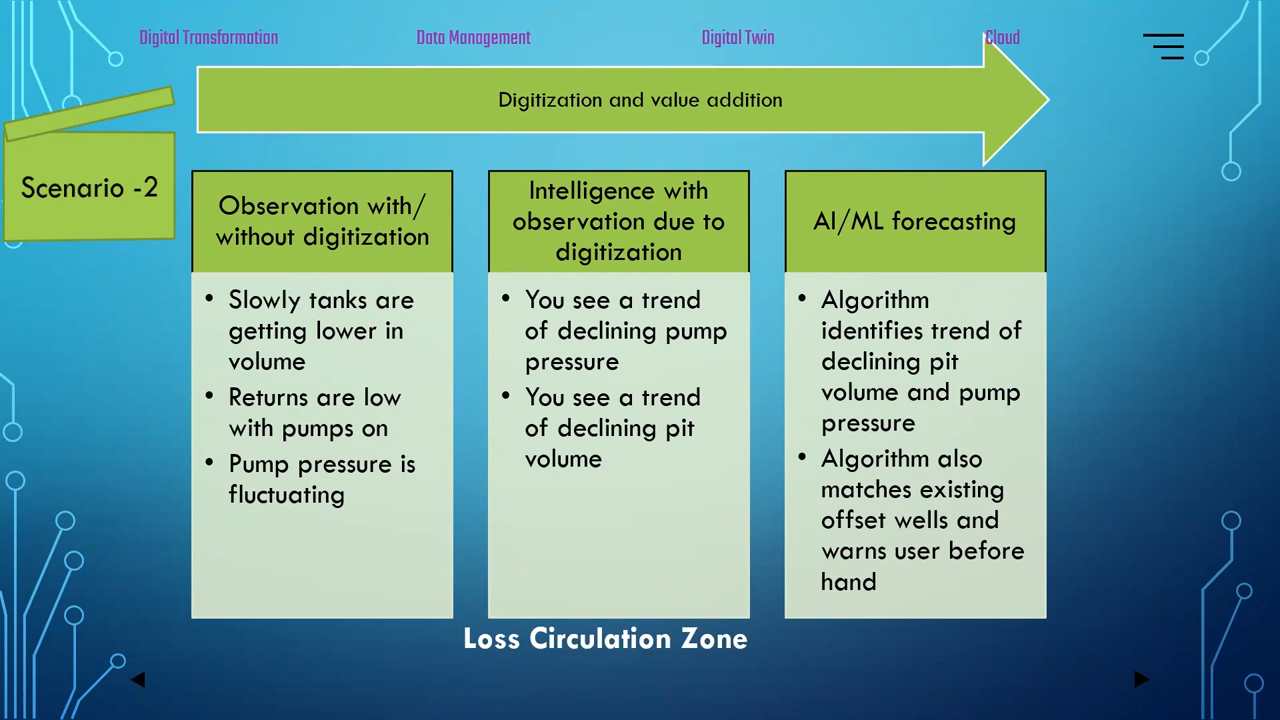 Digital Transformation
Data Management
Digital Twin
Cloud
Digitization and value addition
Scenario -2
Observation with/
without digitization
• Slowly tanks are
getting lower in
volume
• Returns are low
with pumps on
• Pump pressure is
fluctuating
Intelligence with
observation due to
digitization
• You see a trend
of declining pump
pressure
• You see a trend
of declining pit
volume
AI/ML forecasting
• Algorithm
identifies trend of
declining pit
volume and pump
pressure
• Algorithm also
matches existing
offset wells and
warns user before
hand
Loss Circulation Zone